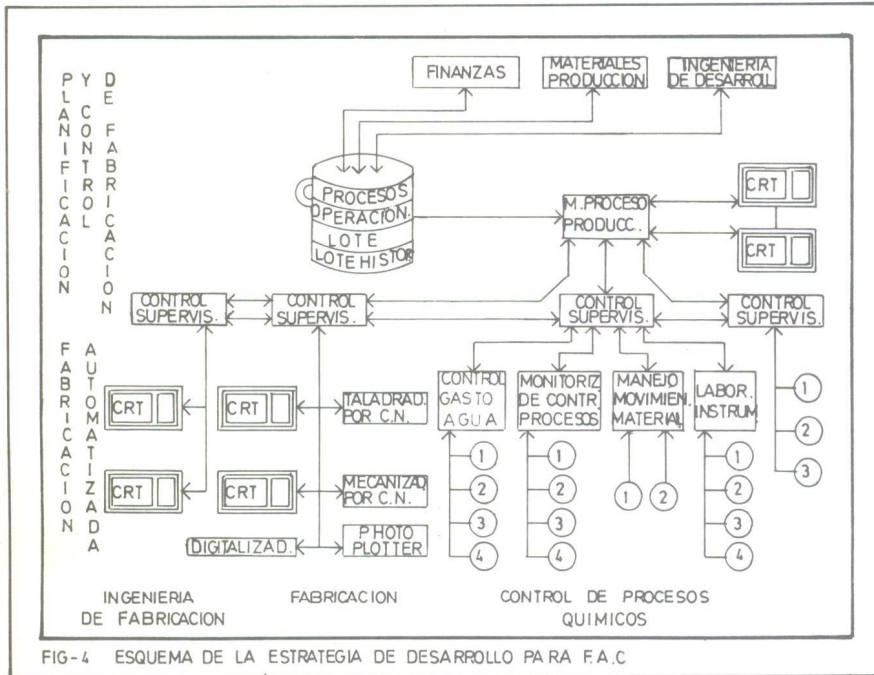 PLANIFICACION
Y CONTROL
DE FABRICACION
FINANZAS
MATERIALES
PRODUCCION
INGENIERIA
DE DESARROLL
PROCESOS
OPERACION.
LOTE
LOTE HISTOR.
M. PROCESO
PRODUCC.
CRT
CRT
CONTROL
SUPERVIS.
CONTROL
SUPERVIS.
CONTROL
SUPERVIS.
CONTROL
SUPERVIS.
FABRICACION
AUTOMATIZADA
CRT
CRT
TALADRAD.
POR C.N.
CONTROL
GASTO
AGUA
MONITORIZ
DE CONTR.
PROCESOS
MANEJO
MOVIMIEN.
MATERIAL
LABOR.
INSTRUM
1
2
3
CRT
CRT
MECANIZAD.
POR C.N.
DIGITALIZAD.
PHOTO
PLOTTER
1
2
3
4
1
2
3
4
1
2
1
2
3
4
INGENIERIA
DE FABRICACION
FABRICACION
CONTROL DE PROCESOS
QUIMICOS
FIG-4 ESQUEMA DE LA ESTRATEGIA DE DESARROLLO PARA F.A.C